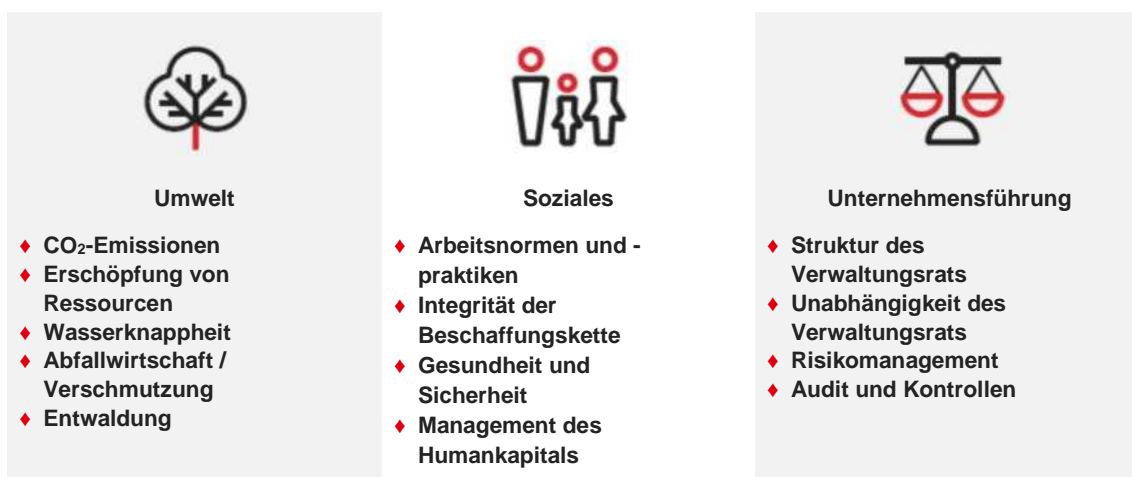 Umwelt
♦ CO₂-Emissionen
♦ Erschöpfung von
Ressourcen
♦ Wasserknappheit
♦ Abfallwirtschaft /
Verschmutzung
♦ Entwaldung
Soziales
♦ Arbeitsnormen und -
praktiken
♦ Integrität der
Beschaffungskette
♦ Gesundheit und
Sicherheit
♦ Management des
Humankapitals
Unternehmensführung
♦ Struktur des
Verwaltungsrats
♦ Unabhängigkeit des
Verwaltungsrats
♦ Risikomanagement
♦ Audit und Kontrollen